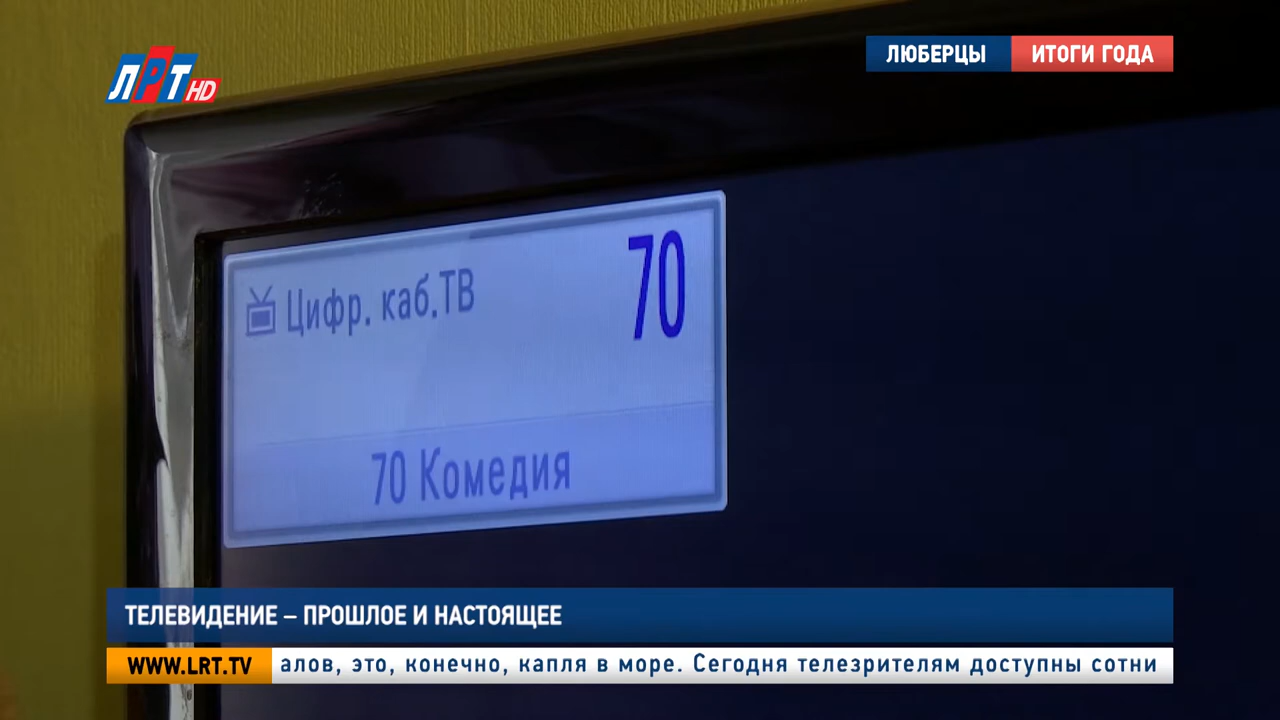 ЛРТ HD
ЛЮБЕРЦЫ ИТОГИ ГОДА
Цифр. каб.ТВ 70
70 Комедия
ТЕЛЕВИДЕНИЕ – ПРОШЛОЕ И НАСТОЯЩЕЕ
WWW.LRT.TV алов, это, конечно, капля в море. Сегодня телезрителям доступны сотни